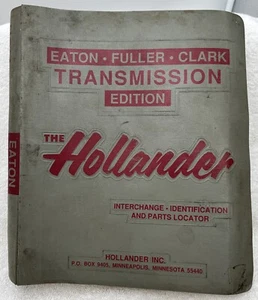 EATON • FULLER • CLARK
TRANSMISSION
EDITION
THE
Hollander
EATON
INTERCHANGE - IDENTIFICATION
AND PARTS LOCATOR
HOLLANDER INC.
P.O. BOX 9405, MINNEAPOLIS, MINNESOTA 55440